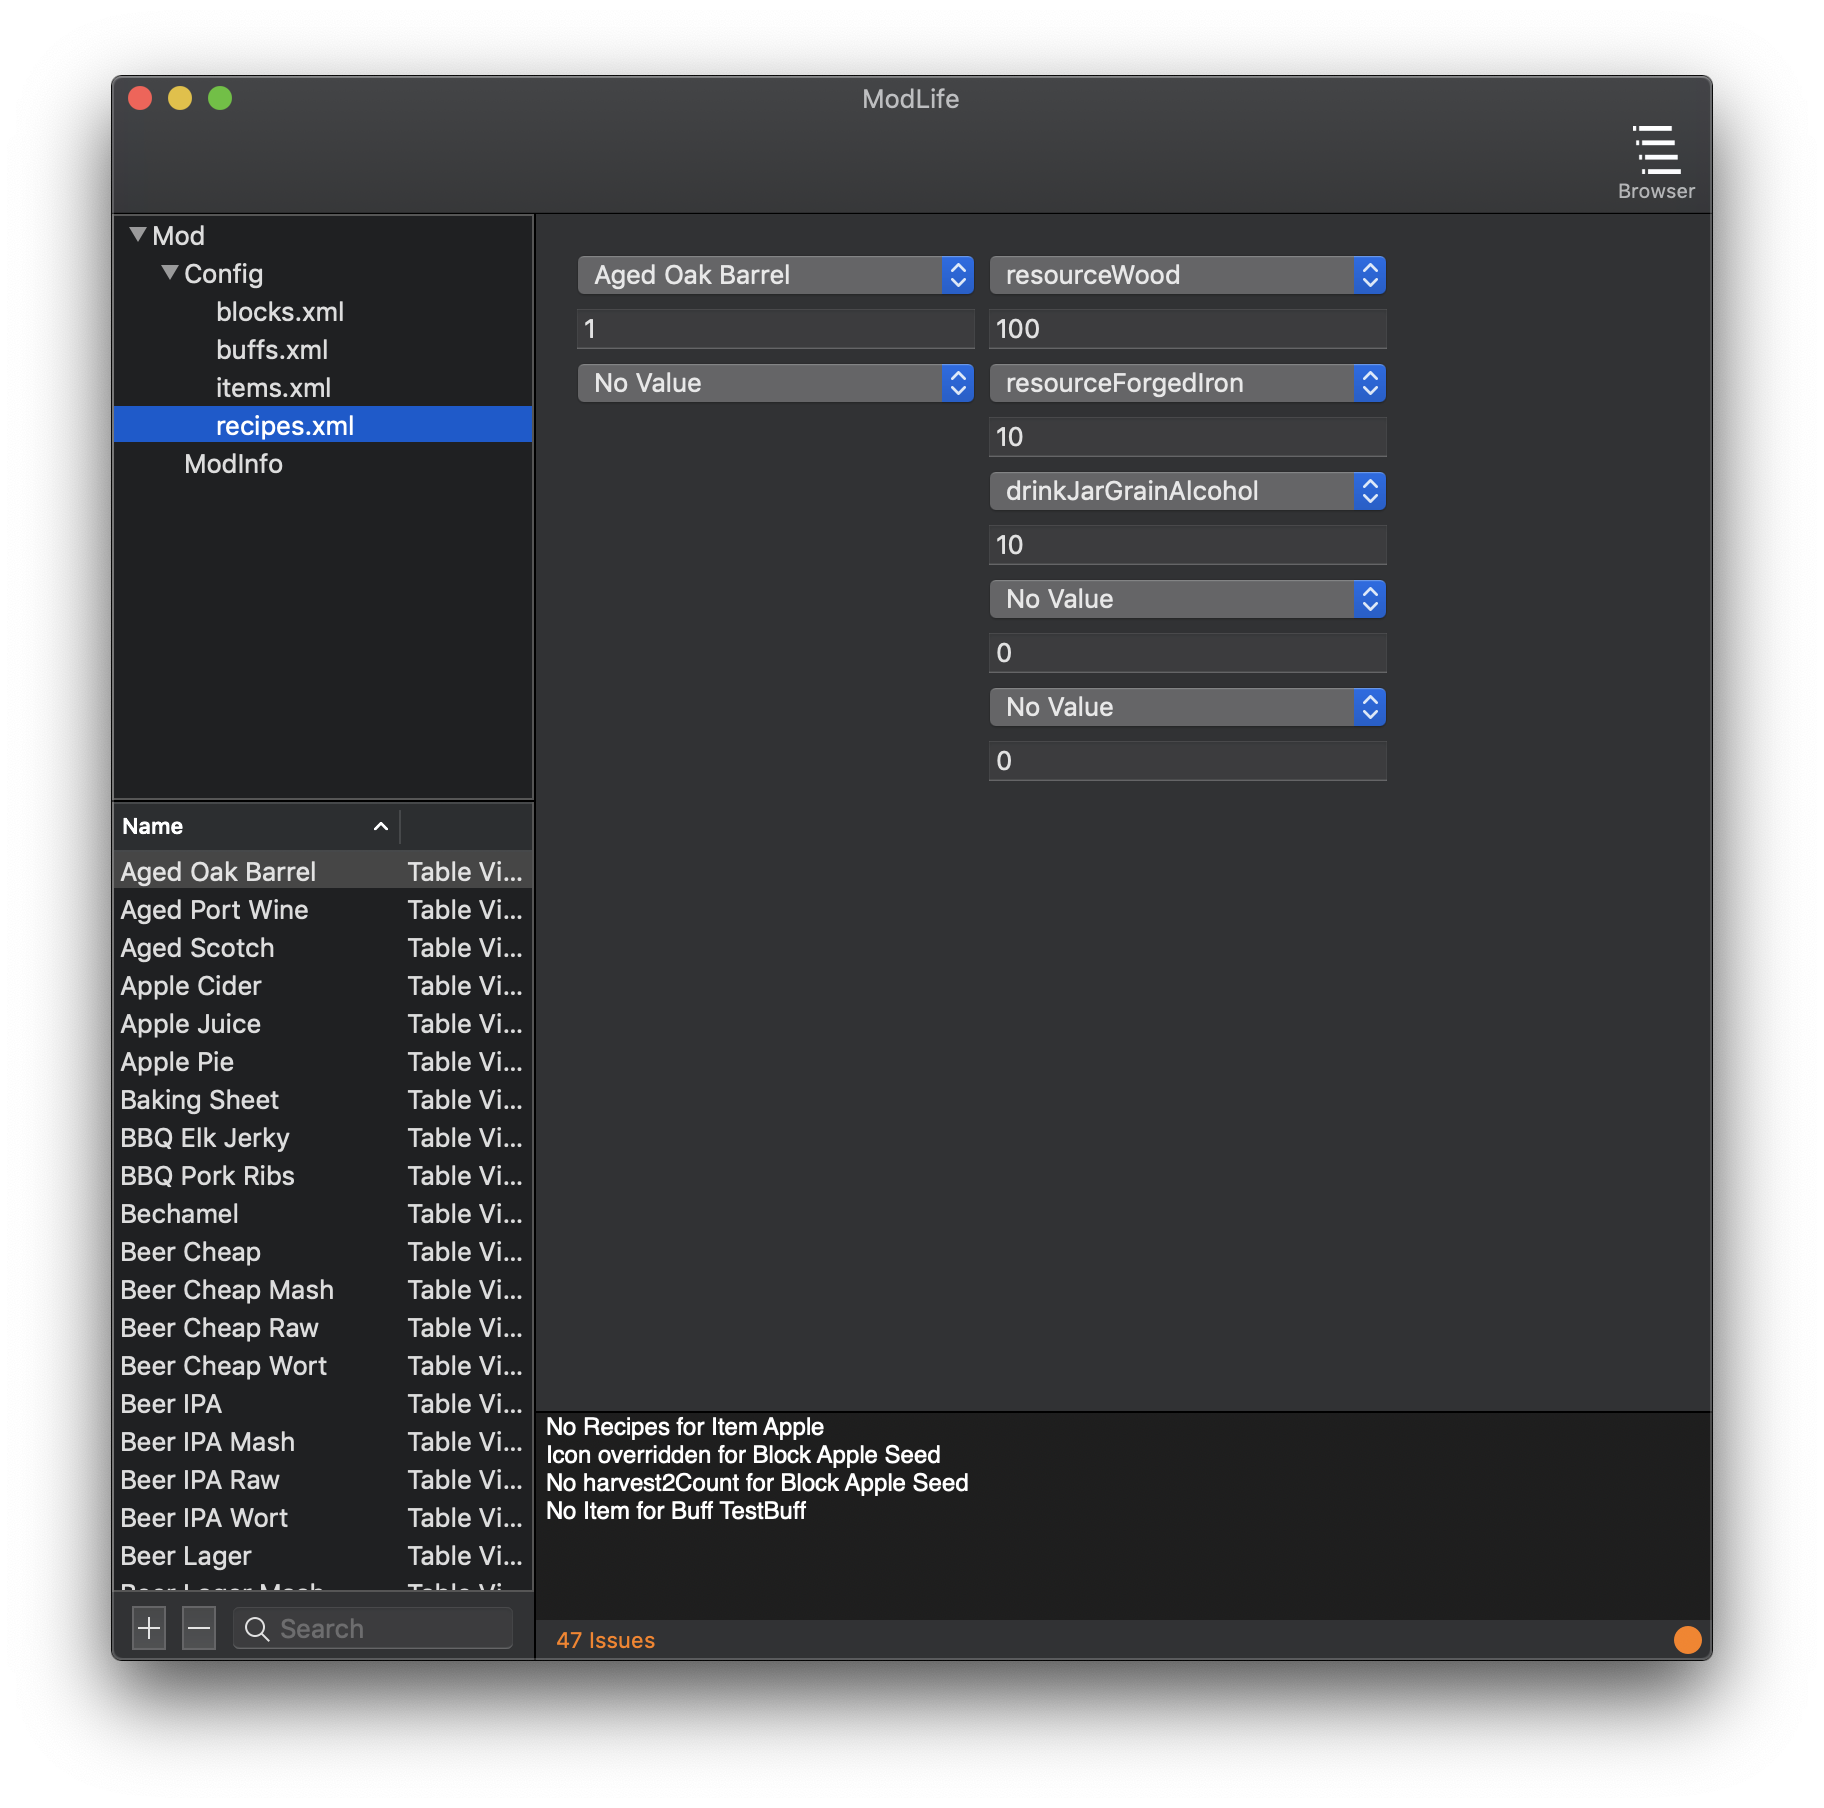 ModLife
Browser
Mod
Config
blocks.xml
buffs.xml
items.xml
recipes.xml
ModInfo
Aged Oak Barrel
resourceWood
1
100
No Value
resourceForgedIron
10
drinkJarGrainAlcohol
10
No Value
0
No Value
0
Name
Aged Oak Barrel Table Vi...
Aged Port Wine Table Vi...
Aged Scotch Table Vi...
Apple Cider Table Vi...
Apple Juice Table Vi...
Apple Pie Table Vi...
Baking Sheet Table Vi...
BBQ Elk Jerky Table Vi...
BBQ Pork Ribs Table Vi...
Bechamel Table Vi...
Beer Cheap Table Vi...
Beer Cheap Mash Table Vi...
Beer Cheap Raw Table Vi...
Beer Cheap Wort Table Vi...
Beer IPA Table Vi...
Beer IPA Mash Table Vi...
Beer IPA Raw Table Vi...
Beer IPA Wort Table Vi...
Beer Lager Table Vi...
Beer Lager Mash Table Vi...
Search
No Recipes for Item Apple
Icon overridden for Block Apple Seed
No harvest2Count for Block Apple Seed
No Item for Buff TestBuff
47 Issues